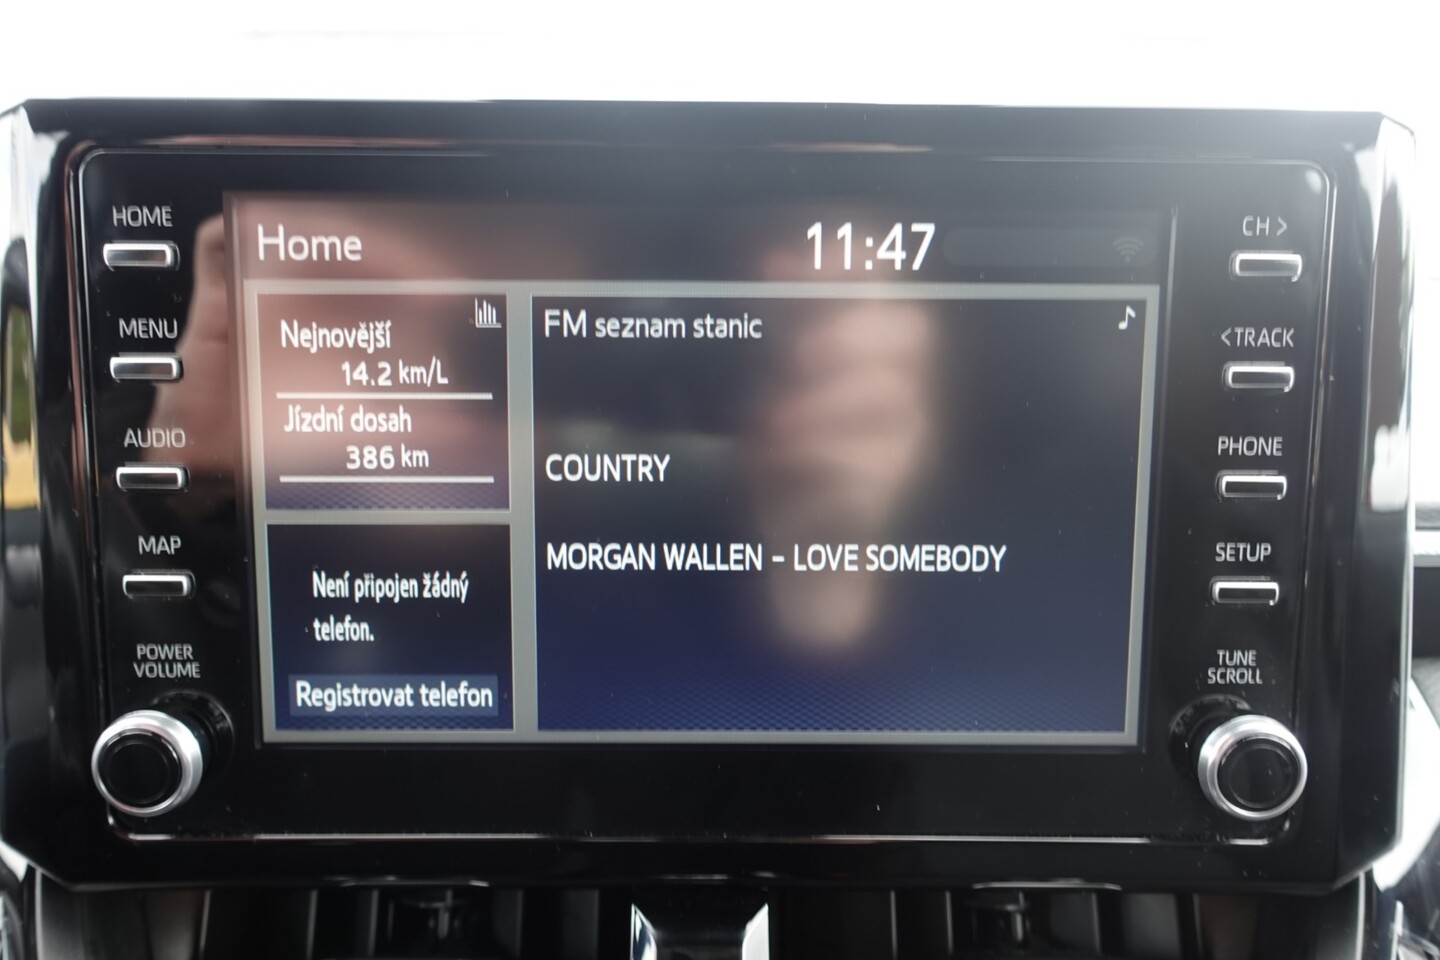 HOME
MENU
AUDIO
MAP
POWER
VOLUME
Home
11:47
Nejnovější
14.2 km/L
Jízdní dosah
386 km
Není připojen žádný
telefon.
Registrovat telefon
FM seznam stanic
COUNTRY
MORGAN WALLEN - LOVE SOMEBODY
CH >
<TRACK
PHONE
SETUP
TUNE
SCROLL